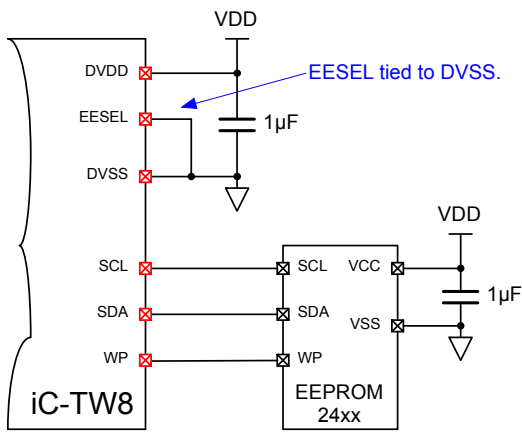 VDD
DVDD
EESEL tied to DVSS.
EESEL
1µF
DVSS
VDD
SCL
SCL
VCC
1µF
SDA
SDA
VSS
WP
WP
iC-TW8
EEPROM
24xx